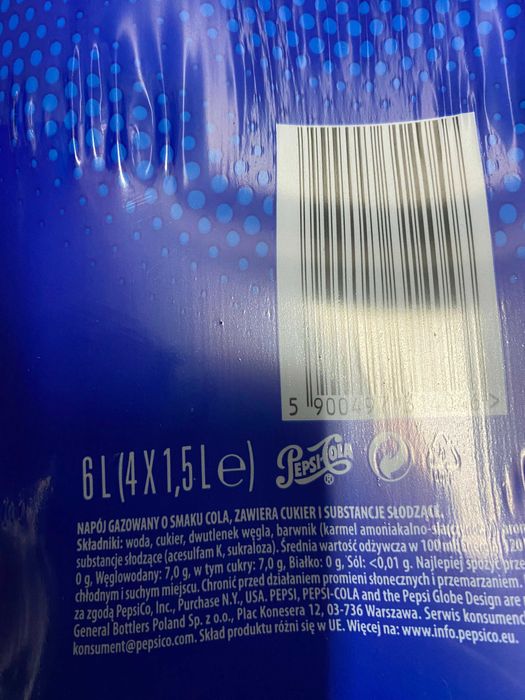 5 900497
6L(4X1,5L e) PEPSI-COLA ®
NAPÓJ GAZOWANY O SMAKU COLA, ZAWIERA CUKIER I SUBSTANCJE SŁODZĄCE.
Składniki: woda, cukier, dwutlenek węgla, barwnik (karmel amoniakalno-
substancje słodzące (acesulfam K, sukraloza). Średnia wartość odżywcza w 100 ml
0 g, Węglowodany: 7,0 g, w tym cukry: 7,0 g, Białko: 0 g, Sól: <0,01 g. Najlepiej spożyć prze
chłodnym i suchym miejscu. Chronić przed działaniem promieni słonecznych i przemarzaniem.
za zgodą PepsiCo, Inc., Purchase N.Y., USA. PEPSI, PEPSI-COLA and the Pepsi Globe Design are
General Bottlers Poland Sp. z o.o., Plac Konesera 12, 03-736 Warszawa. Serwis konsumenc
konsument@pepsico.com. Skład produktu różni się w UE. Więcej na: www.info.pepsico.eu.